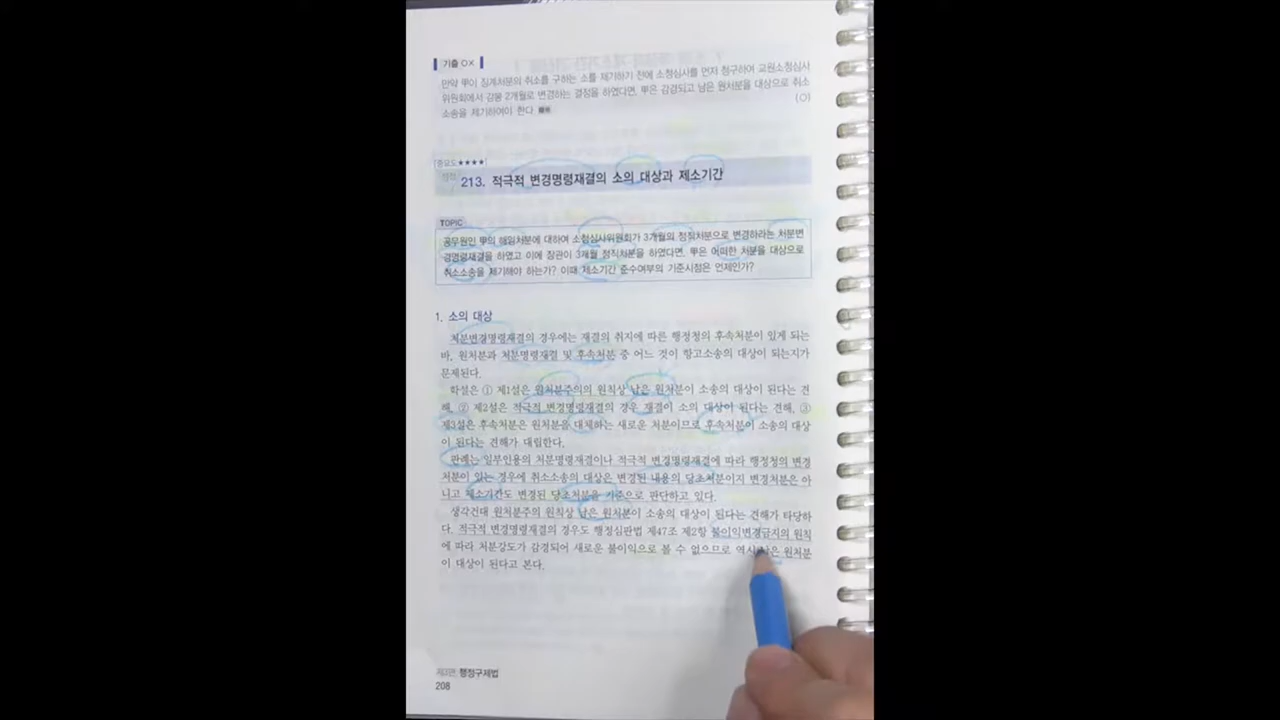 기출 OX
만약 甲이 징계처분의 취소를 구하는 소를 제기하기 전에 소청심사를 먼저 청구하여 교원소청심사
위원회에서 감봉 2개월로 변경하는 결정을 하였다면, 甲은 감경되고 남은 원처분을 대상으로 취소
소송을 제기하여야 한다 (O)
[중요도 ★★★★]
213. 적극적 변경명령재결의 소의 대상과 제소기간
TOPIC
공무원인 甲의 해임처분에 대하여 소청심사위원회가 3개월의 정직처분으로 변경하라는 처분변
경명령재결을 하였고 이에 장관이 3개월 정직처분을 하였다면, 甲은 어떠한 처분을 대상으로
취소소송을 제기해야 하는가? 이때 제소기간 준수여부의 기준시점은 언제인가?
1. 소의 대상
처분변경명령재결의 경우에는 재결의 취지에 따른 행정청의 후속처분이 있게 되는
바, 원처분과 처분명령재결 및 후속처분 중 어느 것이 항고소송의 대상이 되는지가
문제된다.
학설은 ① 제1설은 원처분주의의 원칙상 남은 원처분이 소송의 대상이 된다는 견
해, ② 제2설은 적극적 변경명령재결의 경우 재결이 소의 대상이 된다는 견해, ③
제3설은 후속처분은 원처분을 대체하는 새로운 처분이므로 후속처분이 소송의 대상
이 된다는 견해가 대립한다.
판례는 일부인용의 처분명령재결이나 적극적 변경명령재결에 따라 행정청의 변경
처분이 있는 경우에 취소소송의 대상은 변경된 내용의 당초처분이지 변경처분은 아
니고 제소기간도 변경된 당초처분을 기준으로 판단하고 있다.
생각건대 원처분주의 원칙상 남은 원처분이 소송의 대상이 된다는 견해가 타당하
다. 적극적 변경명령재결의 경우도 행정심판법 제47조 제2항 불이익변경금지의 원칙
에 따라 처분강도가 감경되어 새로운 불이익으로 볼 수 없으므로 역시 남은 원처분
이 대상이 된다고 본다.
제3편 행정구제법
208